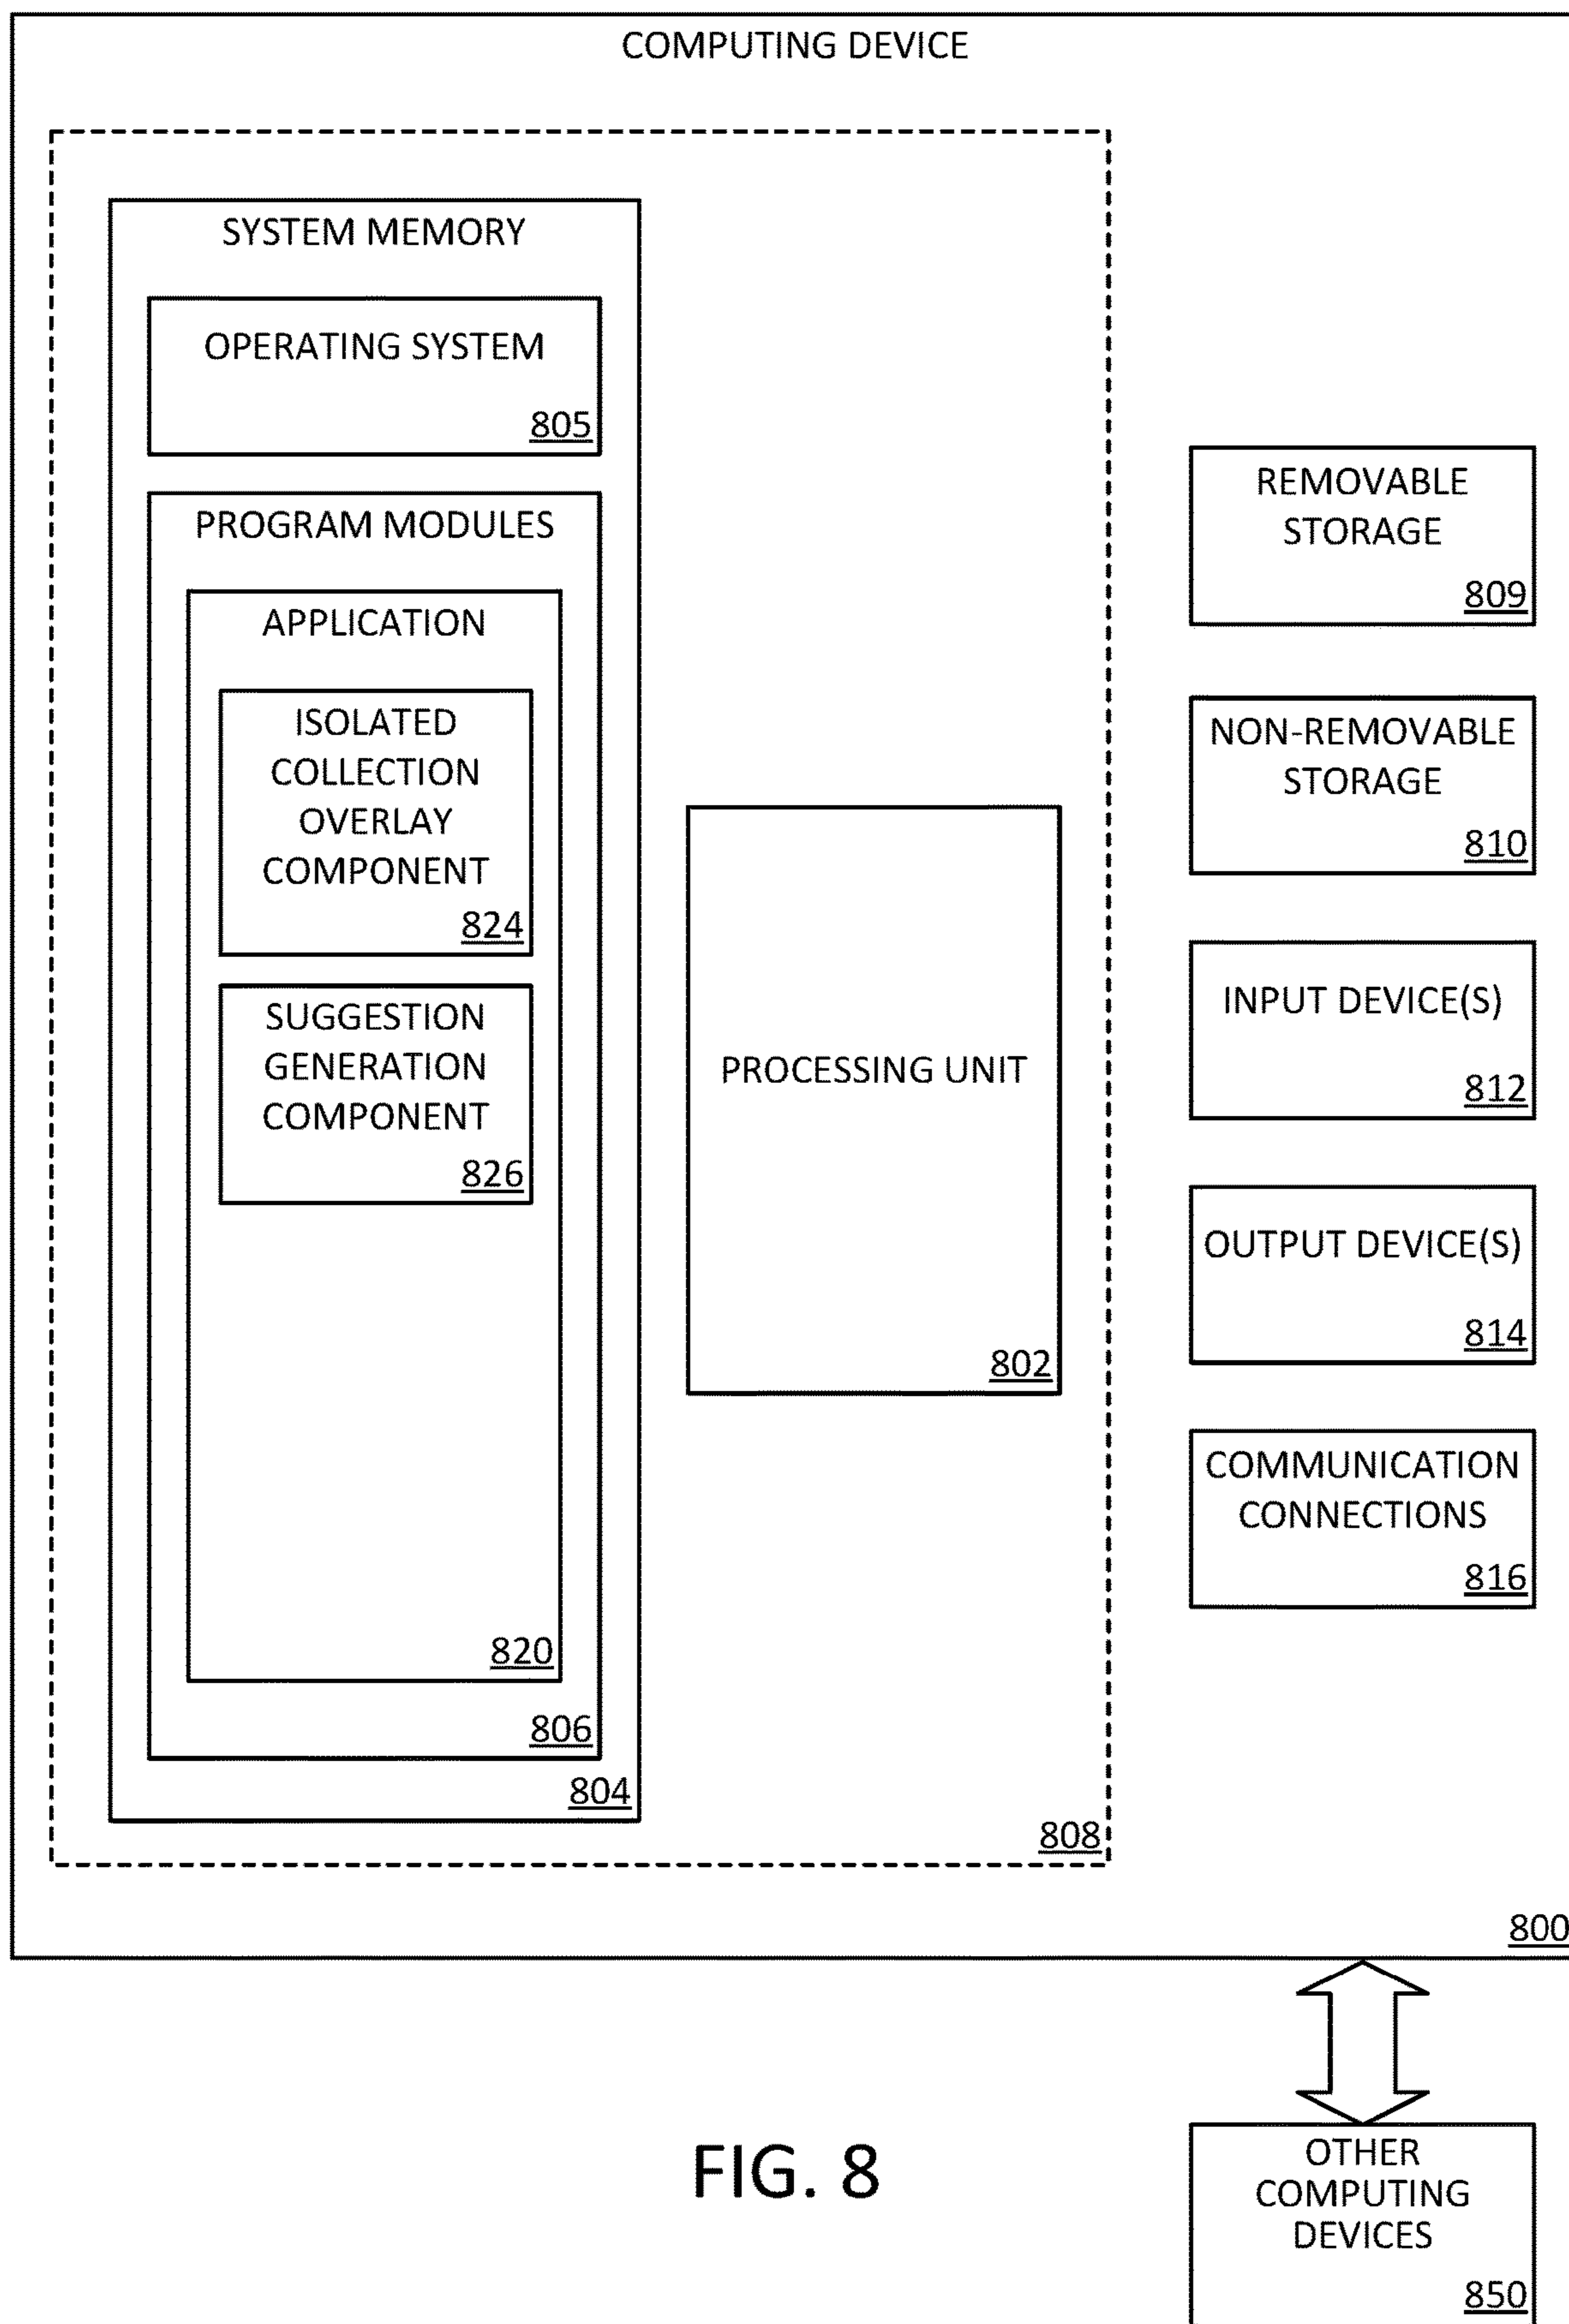 COMPUTING DEVICE
SYSTEM MEMORY
OPERATING SYSTEM
805
PROGRAM MODULES
APPLICATION
ISOLATED
COLLECTION
OVERLAY
COMPONENT
824
SUGGESTION
GENERATION
COMPONENT
826
820
806
804
PROCESSING UNIT
802
808
REMOVABLE
STORAGE
809
NON-REMOVABLE
STORAGE
810
INPUT DEVICE(S)
812
OUTPUT DEVICE(S)
814
COMMUNICATION
CONNECTIONS
816
800
OTHER
COMPUTING
DEVICES
850
FIG. 8